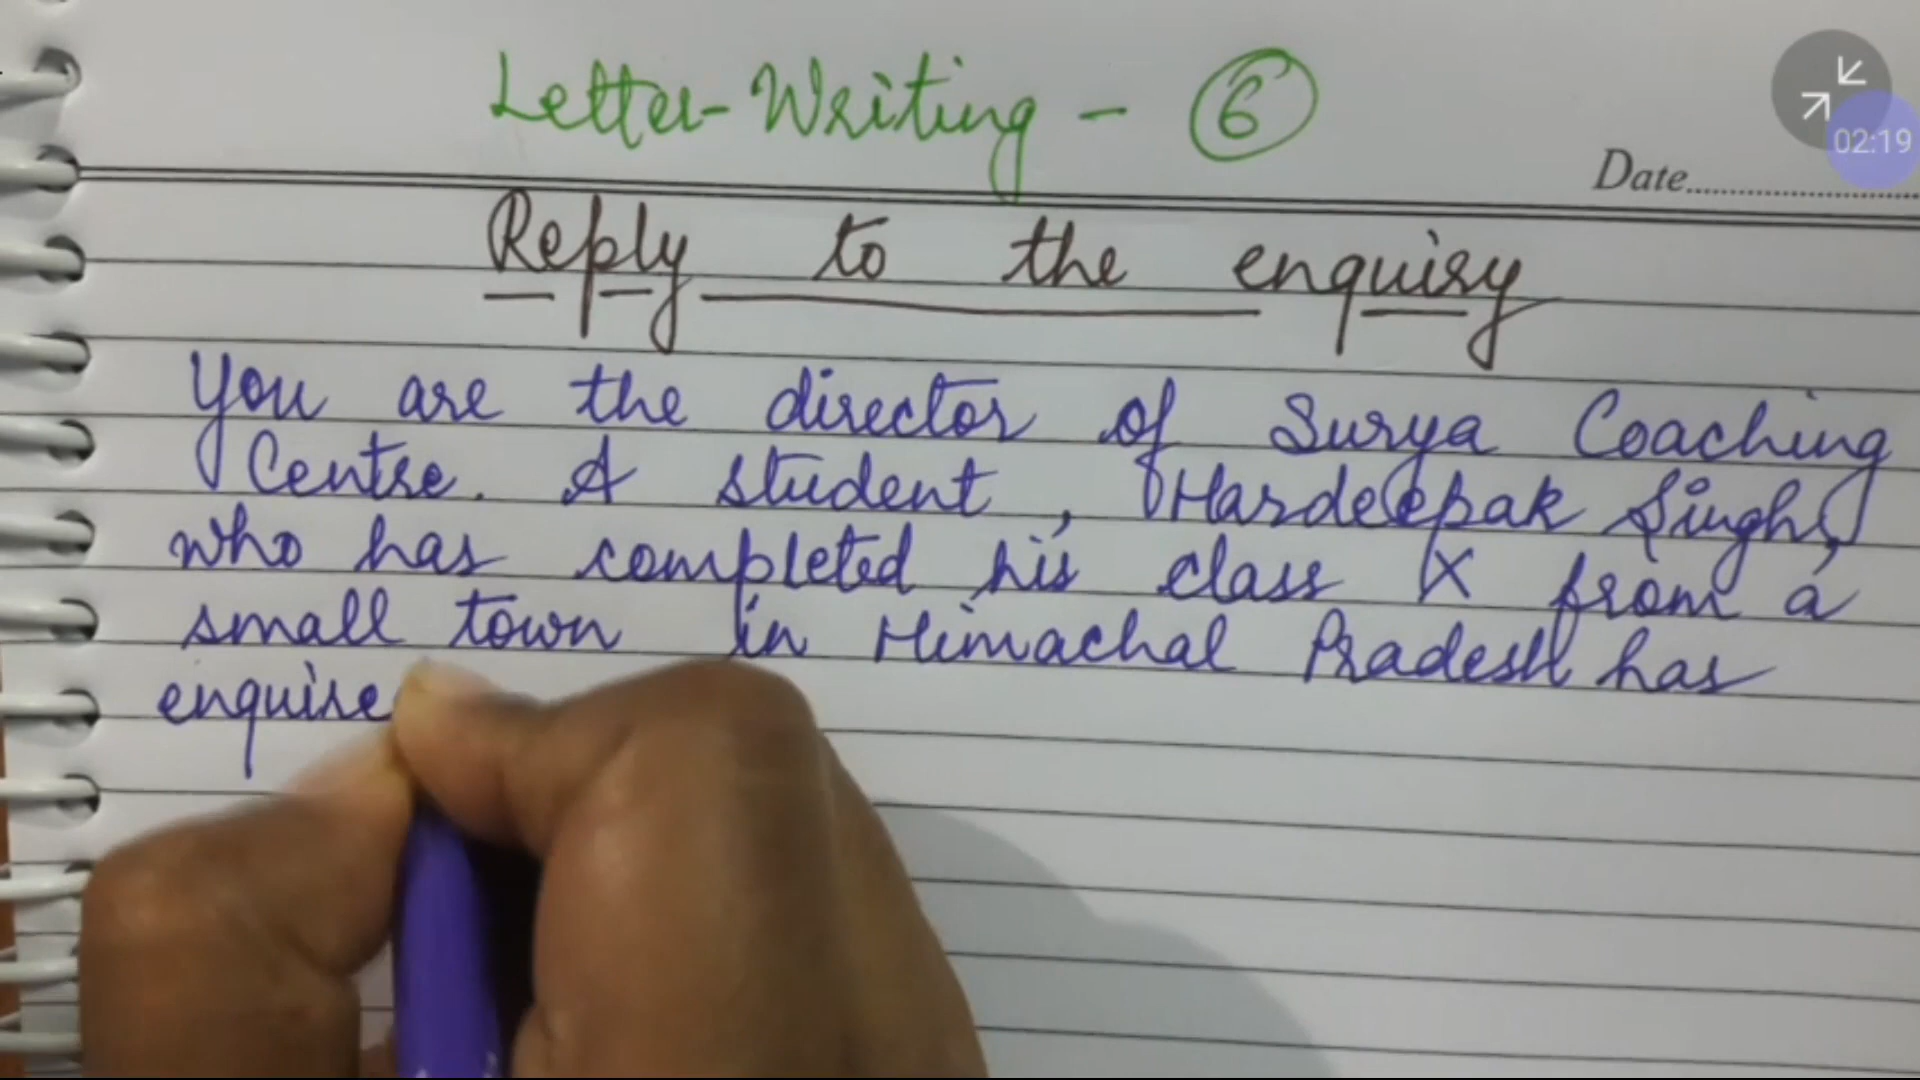 Letter-Writing - 6
02:19
Date
Reply to the enquiry
You are the director of Surya Coaching
Centre. A student, Hardeepak Singh,
who has completed his class X from a
small town in Himachal Pradesh has
enquire